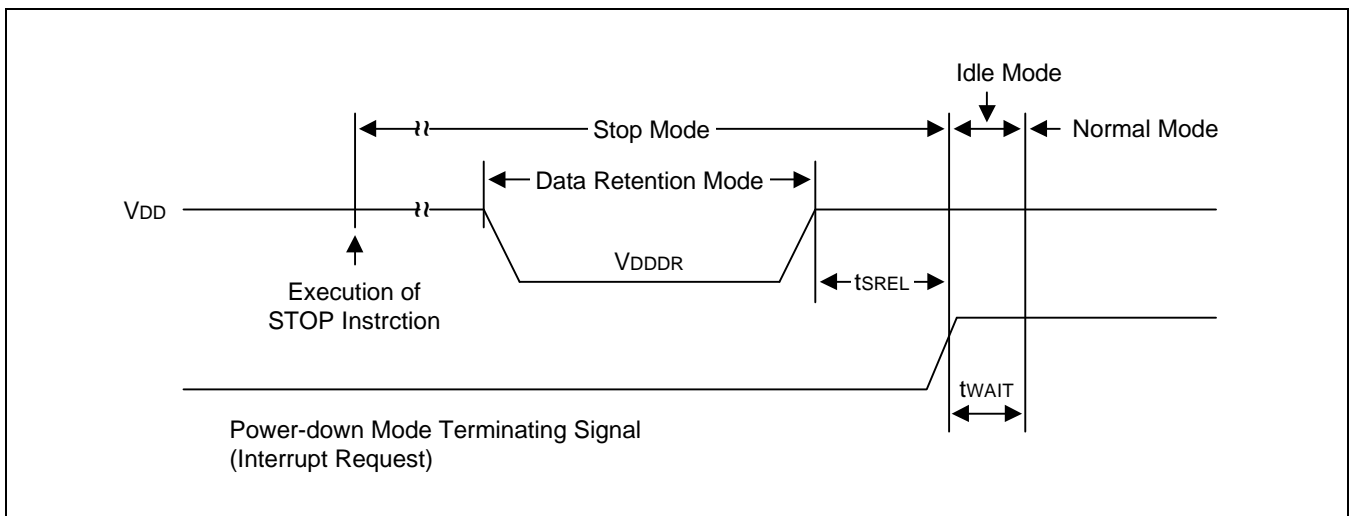 Idle Mode
Stop Mode
Normal Mode
Data Retention Mode
VDD
VDDDR
tSREL
Execution of
STOP Instrction
tWAIT
Power-down Mode Terminating Signal
(Interrupt Request)